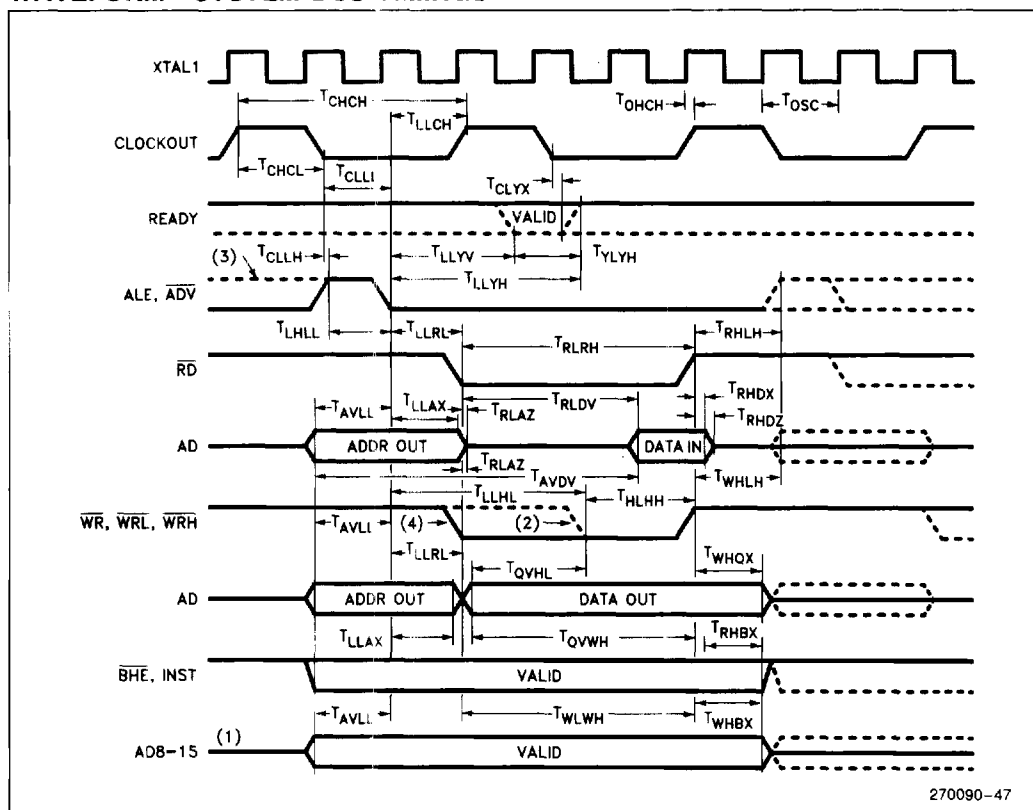 XTAL1
T_CHCH
T_LLCH
T_OHCH
T_OSC
CLOCKOUT
T_CHCL
T_CLLL
T_CLYX
READY
VALID
(3)
T_CLLH
T_LLYV
T_YLYH
T_LLYH
ALE, ADV
T_LHLL
T_LLRL
T_RLRH
T_RHLH
RD
T_AVLL
T_LLAX
T_RLAZ
T_RLDV
T_RHDX
T_RHDZ
AD
ADDR OUT
DATA IN
T_RLAZ
T_AVDV
T_WHLH
T_LLHL
T_HLHH
WR, WRL, WRH
T_AVLL
(4)
(2)
T_LLRL
T_QVHL
T_WHQX
AD
ADDR OUT
DATA OUT
T_LLAX
T_QVWH
T_RHBX
BHE, INST
VALID
T_AVLL
T_WLWH
T_WHBX
AD8-15
(1)
VALID
270090-47